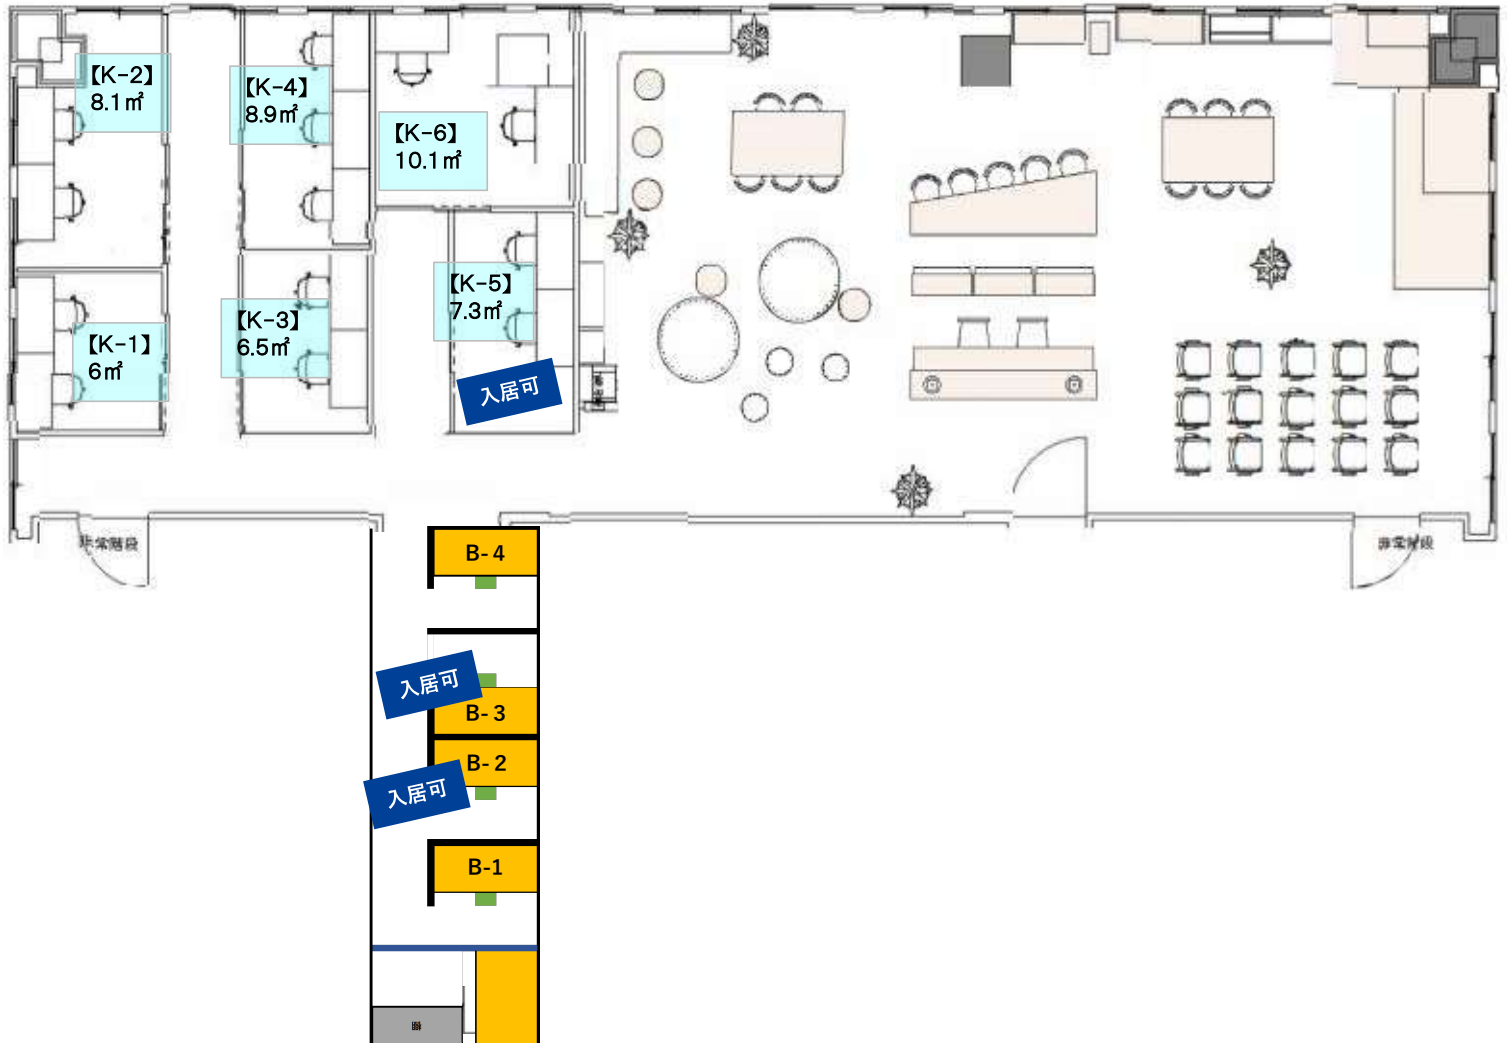 【K-2】
8.1㎡
【K-4】
8.9㎡
【K-6】
10.1㎡
【K-5】
7.3㎡
【K-3】
6.5㎡
【K-1】
6㎡
入居可
非常階段
非常階段
B-4
入居可
B-3
B-2
入居可
B-1
棚